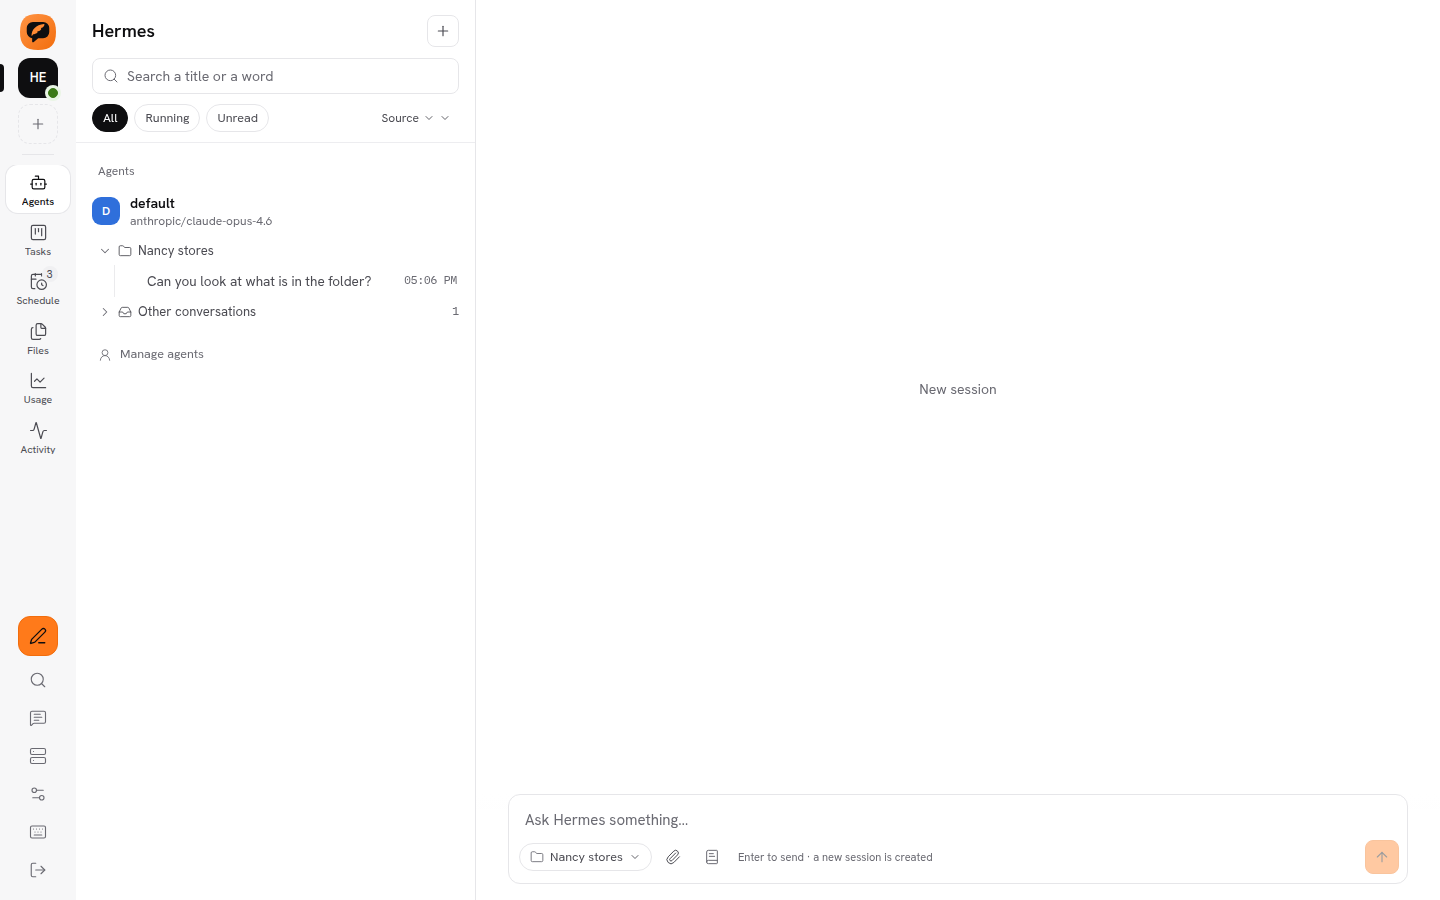 Hermes
HE
Search a title or a word
All
Running
Unread
Source
Agents
default
D
anthropic/claude-opus-4.6
Nancy stores
Can you look at what is in the folder?
05:06 PM
Other conversations
1
Manage agents
Agents
Tasks
3
Schedule
Files
Usage
Activity
New session
Ask Hermes something...
Nancy stores
Enter to send · a new session is created